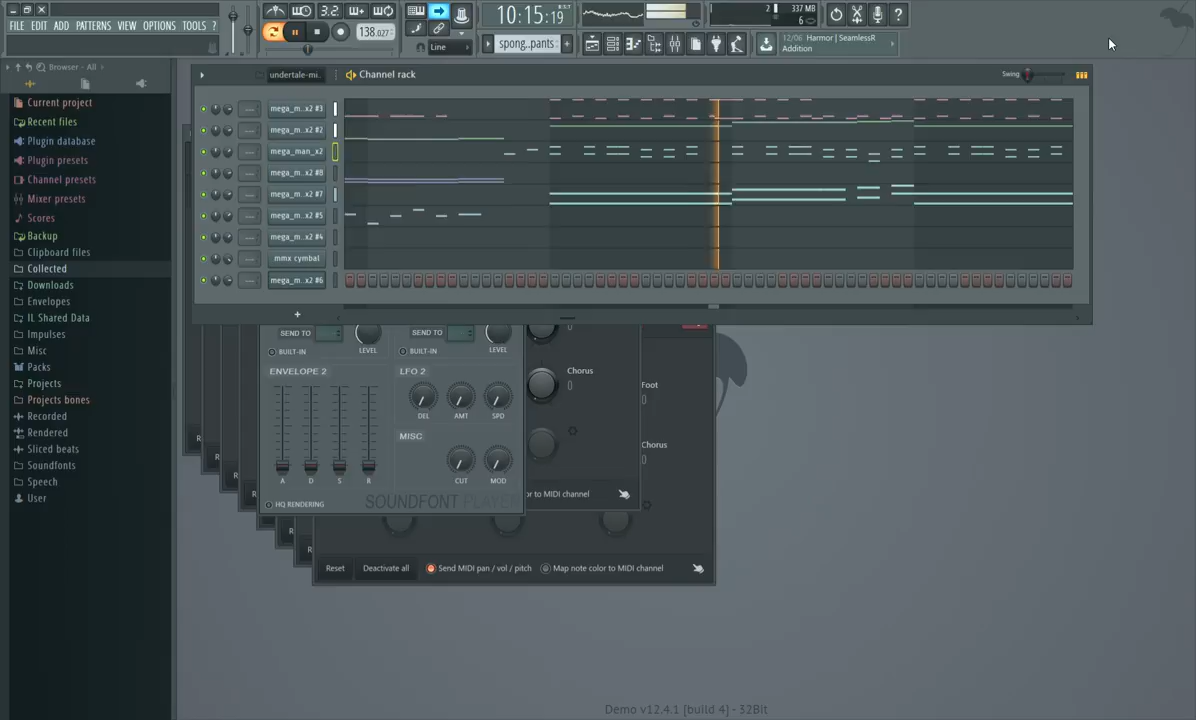 FILE EDIT ADD PATTERNS VIEW OPTIONS TOOLS ?
3.2
138.027
Line
10:15:19
spong..pants
2
337 MB
6
12/06 Harmor | SeamlessR
Addition
Browser - All
Current project
Recent files
Plugin database
Plugin presets
Channel presets
Mixer presets
Scores
Backup
Clipboard files
Collected
Downloads
Envelopes
IL Shared Data
Impulses
Misc
Packs
Projects
Projects bones
Recorded
Rendered
Sliced beats
Soundfonts
Speech
User
undertale-mi..
Channel rack
Swing
mega_m..x2 #3
mega_m..x2 #2
mega_man_x2
mega_m..x2 #8
mega_m..x2 #7
mega_m..x2 #5
mega_m..x2 #4
mmx cymbal
mega_m..x2 #6
+
SEND TO
LEVEL
BUILT-IN
SEND TO
LEVEL
BUILT-IN
ENVELOPE 2
A D S R
LFO 2
DEL AMT SPD
MISC
CUT MOD
HQ RENDERING
SOUNDFONT PLAYER
Chorus
Foot
Chorus
or to MIDI channel
R
R
R
R
R
R
Reset
Deactivate all
Send MIDI pan / vol / pitch
Map note color to MIDI channel
Demo v12.4.1 [build 4] - 32Bit